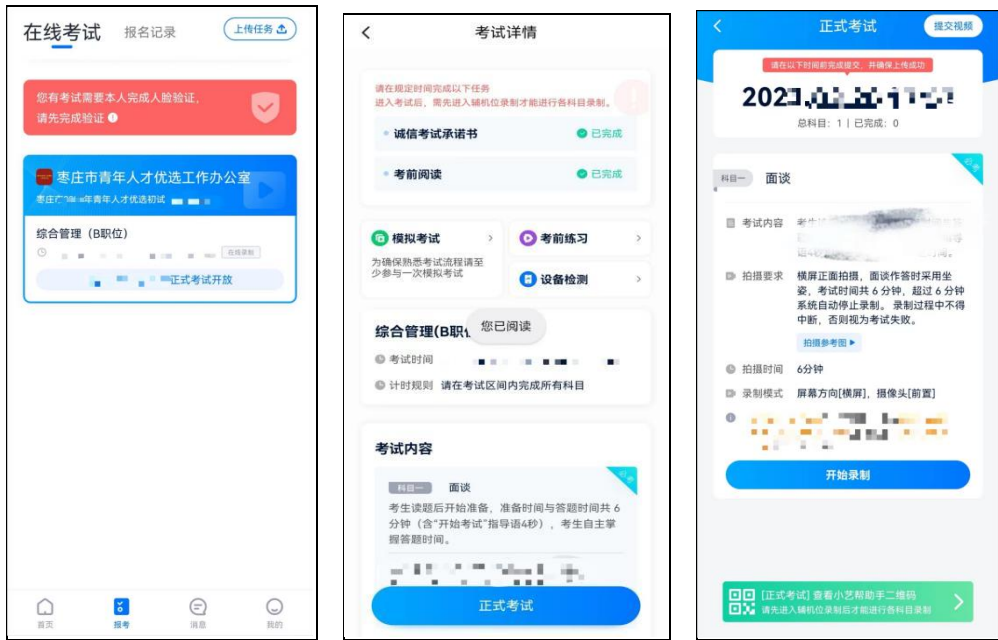 在线考试
报名记录
上传任务
您有考试需要本人完成人脸验证,
请先完成验证
枣庄市青年人才优选工作办公室
年青年人才优选初试
综合管理（B职位）
在线录制
正式考试开放
首页
报考
消息
我的
考试详情
请在规定时间完成以下任务
进入考试后，需先进入辅机位录制才能进行各科目录制。
诚信考试承诺书
已完成
考前阅读
已完成
模拟考试
为确保熟悉考试流程请至
少参与一次模拟考试
考前练习
设备检测
综合管理(B职
您已阅读
考试时间
计时规则 请在考试区间内完成所有科目
考试内容
科目一 面谈
必考
考生读题后开始准备，准备时间与答题时间共 6
分钟（含“开始考试”指导语4秒），考生自主掌
握答题时间。
正式考试
正式考试
提交视频
请在以下时间前完成提交，并确保上传成功
202
总科目：1 | 已完成：0
必考
科目一 面谈
考试内容
拍摄要求 横屏正面拍摄，面谈作答时采用坐
姿，考试时间共 6 分钟，超过 6 分钟
系统自动停止录制。 录制过程中不得
中断，否则视为考试失败。
拍摄参考图
拍摄时间 6分钟
录制模式 屏幕方向[横屏]，摄像头[前置]
开始录制
[正式考试] 查看小艺帮助手二维码
请先进入辅机位录制后才能进行各科目录制